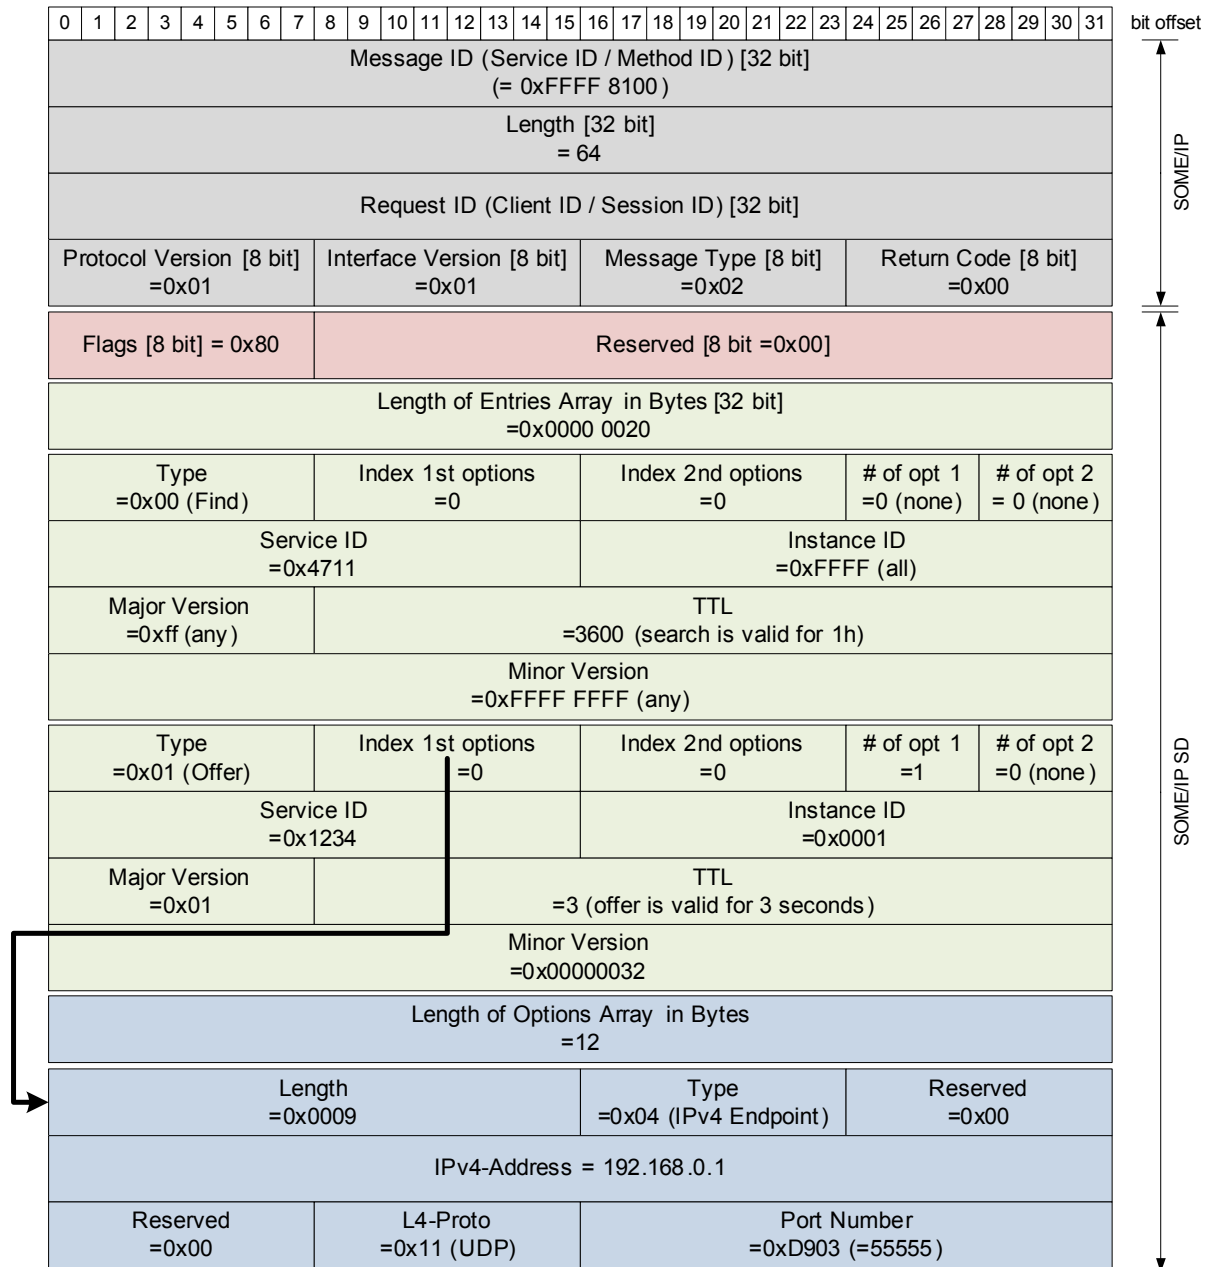 0 1 2 3 4 5 6 7 8 9 10 11 12 13 14 15 16 17 18 19 20 21 22 23 24 25 26 27 28 29 30 31 bit offset
Message ID (Service ID / Method ID) [32 bit]
(= 0xFFFF 8100)
Length [32 bit]
= 64
Request ID (Client ID / Session ID) [32 bit]
Protocol Version [8 bit] Interface Version [8 bit] Message Type [8 bit] Return Code [8 bit]
=0x01 =0x01 =0x02 =0x00
SOME/IP
Flags [8 bit] = 0x80 Reserved [8 bit =0x00]
Length of Entries Array in Bytes [32 bit]
=0x0000 0020
Type Index 1st options Index 2nd options # of opt 1 # of opt 2
=0x00 (Find) =0 =0 =0 (none) = 0 (none)
Service ID Instance ID
=0x4711 =0xFFFF (all)
Major Version TTL
=0xff (any) =3600 (search is valid for 1h)
Minor Version
=0xFFFF FFFF (any)
Type Index 1st options Index 2nd options # of opt 1 # of opt 2
=0x01 (Offer) =0 =0 =1 =0 (none)
Service ID Instance ID
=0x1234 =0x0001
Major Version TTL
=0x01 =3 (offer is valid for 3 seconds)
Minor Version
=0x00000032
SOME/IP SD
Length of Options Array in Bytes
=12
Length Type Reserved
=0x0009 =0x04 (IPv4 Endpoint) =0x00
IPv4-Address = 192.168.0.1
Reserved L4-Proto Port Number
=0x00 =0x11 (UDP) =0xD903 (=55555)